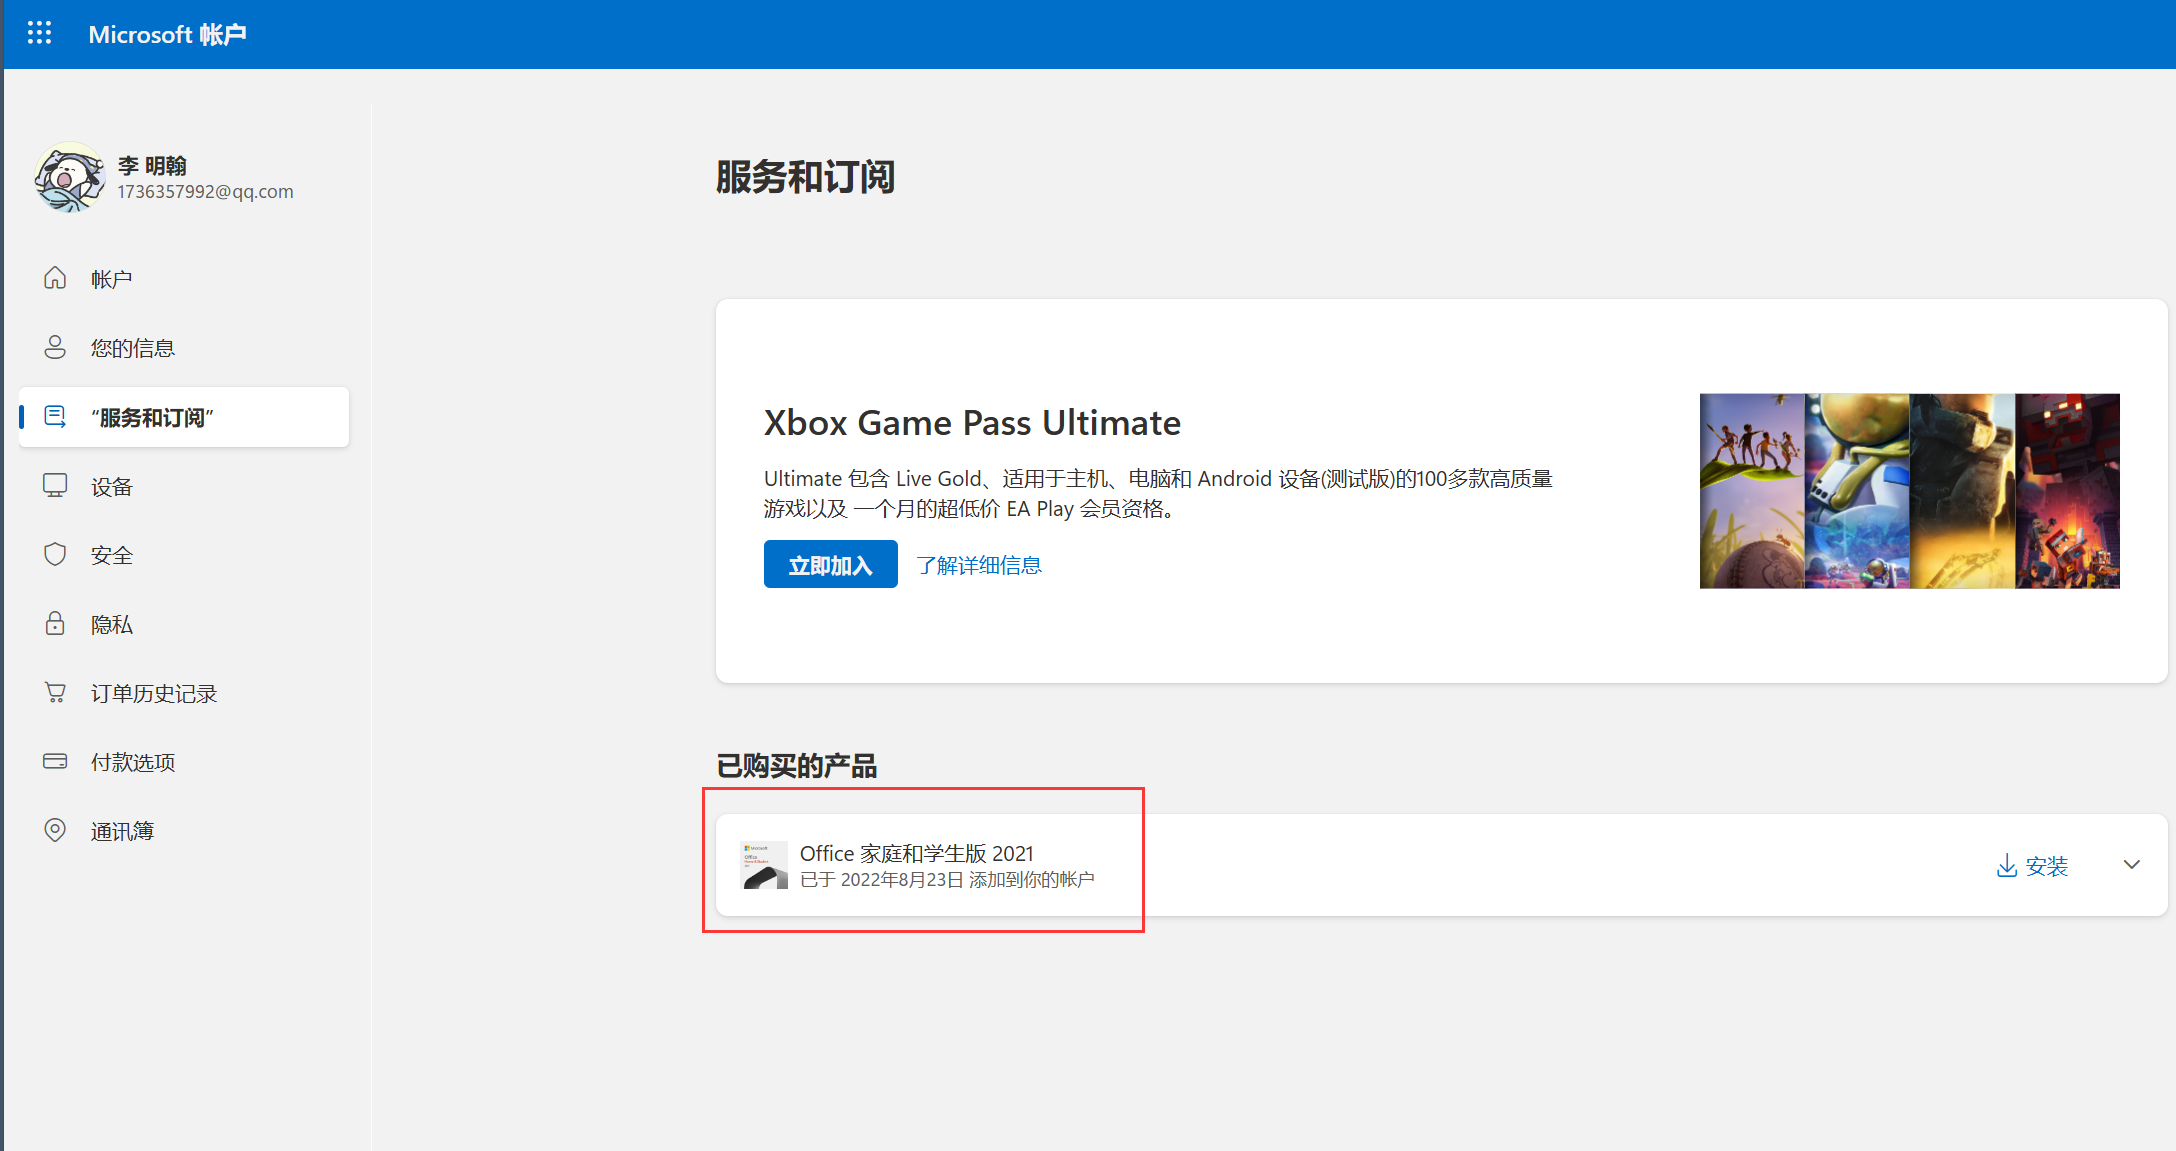 Microsoft 帐户
李 明翰
1736357992@qq.com
帐户
您的信息
“服务和订阅”
设备
安全
隐私
订单历史记录
付款选项
通讯簿
服务和订阅
Xbox Game Pass Ultimate
Ultimate 包含 Live Gold、适用于主机、电脑和 Android 设备(测试版)的100多款高质量
游戏以及 一个月的超低价 EA Play 会员资格。
立即加入
了解详细信息
已购买的产品
Microsoft
Office
Office 家庭和学生版 2021
已于 2022年8月23日 添加到你的帐户
安装